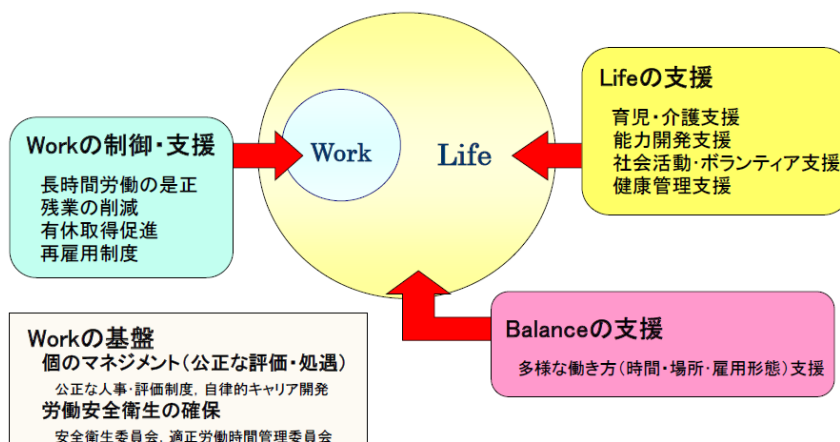 Workの制御・支援
長時間労働の是正
残業の削減
有休取得促進
再雇用制度
Work
Life
Lifeの支援
育児・介護支援
能力開発支援
社会活動・ボランティア支援
健康管理支援
Balanceの支援
多様な働き方(時間・場所・雇用形態)支援
Workの基盤
個のマネジメント(公正な評価・処遇)
公正な人事・評価制度, 自律的キャリア開発
労働安全衛生の確保
安全衛生委員会, 適正労働時間管理委員会